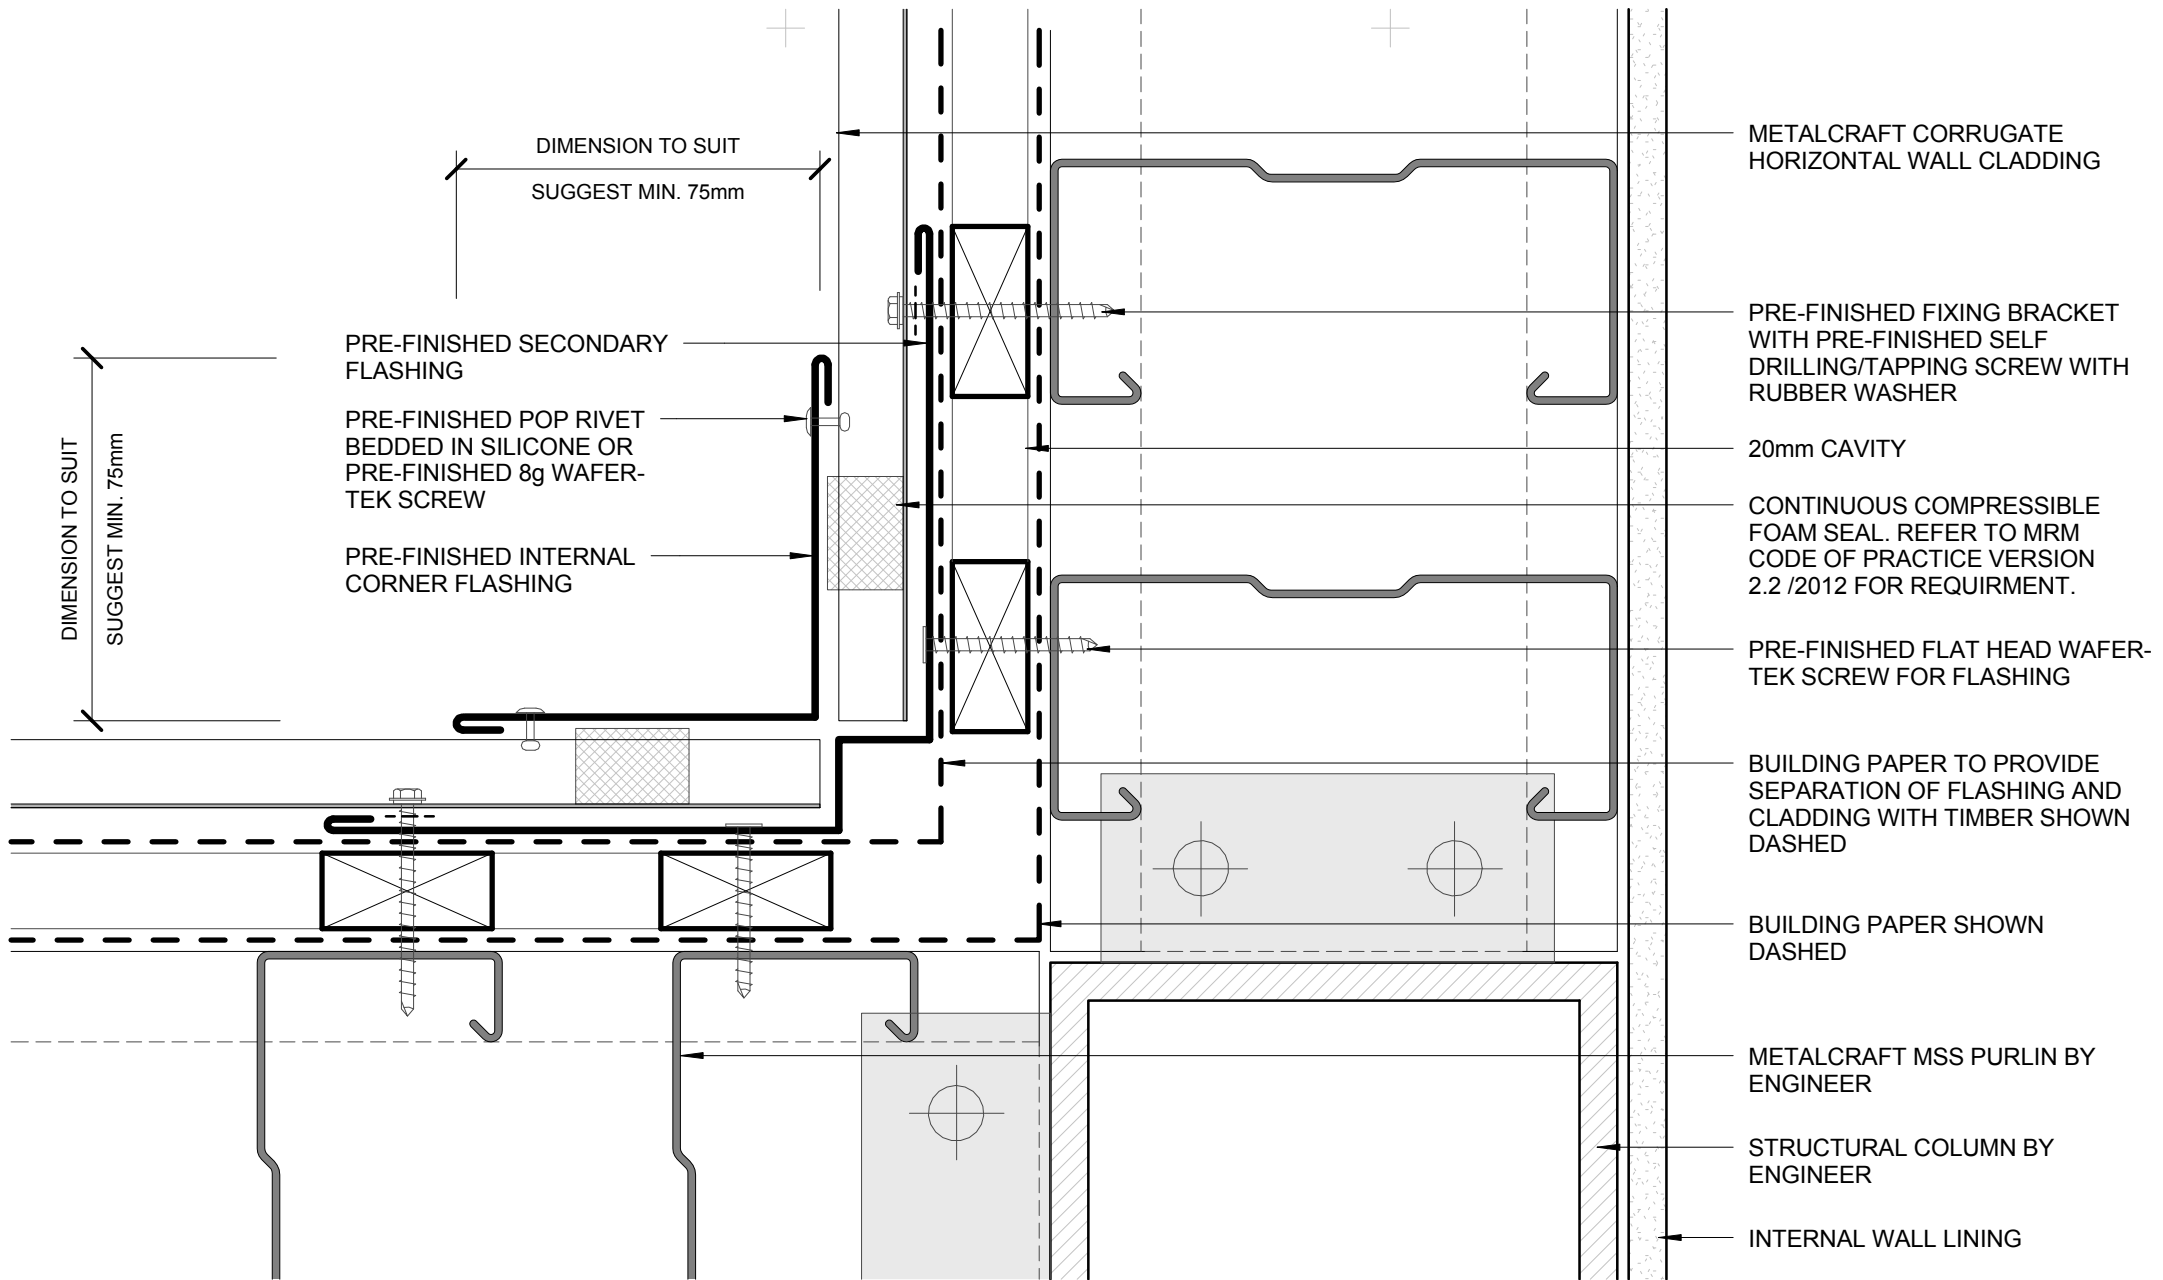 DIMENSION TO SUIT
SUGGEST MIN. 75mm
DIMENSION TO SUIT
SUGGEST MIN. 75mm
PRE-FINISHED SECONDARY
FLASHING
PRE-FINISHED POP RIVET
BEDDED IN SILICONE OR
PRE-FINISHED 8g WAFER-
TEK SCREW
PRE-FINISHED INTERNAL
CORNER FLASHING
METALCRAFT CORRUGATE
HORIZONTAL WALL CLADDING
PRE-FINISHED FIXING BRACKET
WITH PRE-FINISHED SELF
DRILLING/TAPPING SCREW WITH
RUBBER WASHER
20mm CAVITY
CONTINUOUS COMPRESSIBLE
FOAM SEAL. REFER TO MRM
CODE OF PRACTICE VERSION
2.2 /2012 FOR REQUIRMENT.
PRE-FINISHED FLAT HEAD WAFER-
TEK SCREW FOR FLASHING
BUILDING PAPER TO PROVIDE
SEPARATION OF FLASHING AND
CLADDING WITH TIMBER SHOWN
DASHED
BUILDING PAPER SHOWN
DASHED
METALCRAFT MSS PURLIN BY
ENGINEER
STRUCTURAL COLUMN BY
ENGINEER
INTERNAL WALL LINING